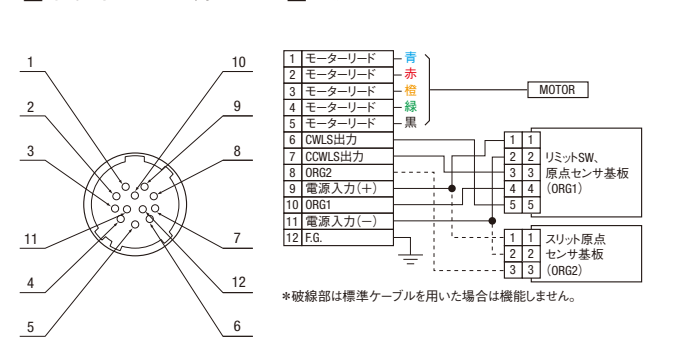 1
2
3
11
4
5
10
9
8
7
12
6
1 モーターリード 青
2 モーターリード 赤
3 モーターリード 橙
4 モーターリード 緑
5 モーターリード 黒
6 CWLS出力
7 CCWLS出力
8 ORG2
9 電源入力(+)
10 ORG1
11 電源入力(-)
12 F.G.
MOTOR
1 1
2 2
3 3
4 4
5 5
リミットSW、
原点センサ基板
(ORG1)
1 1
2 2
3 3
スリット原点
センサ基板
(ORG2)
*破線部は標準ケーブルを用いた場合は機能しません。